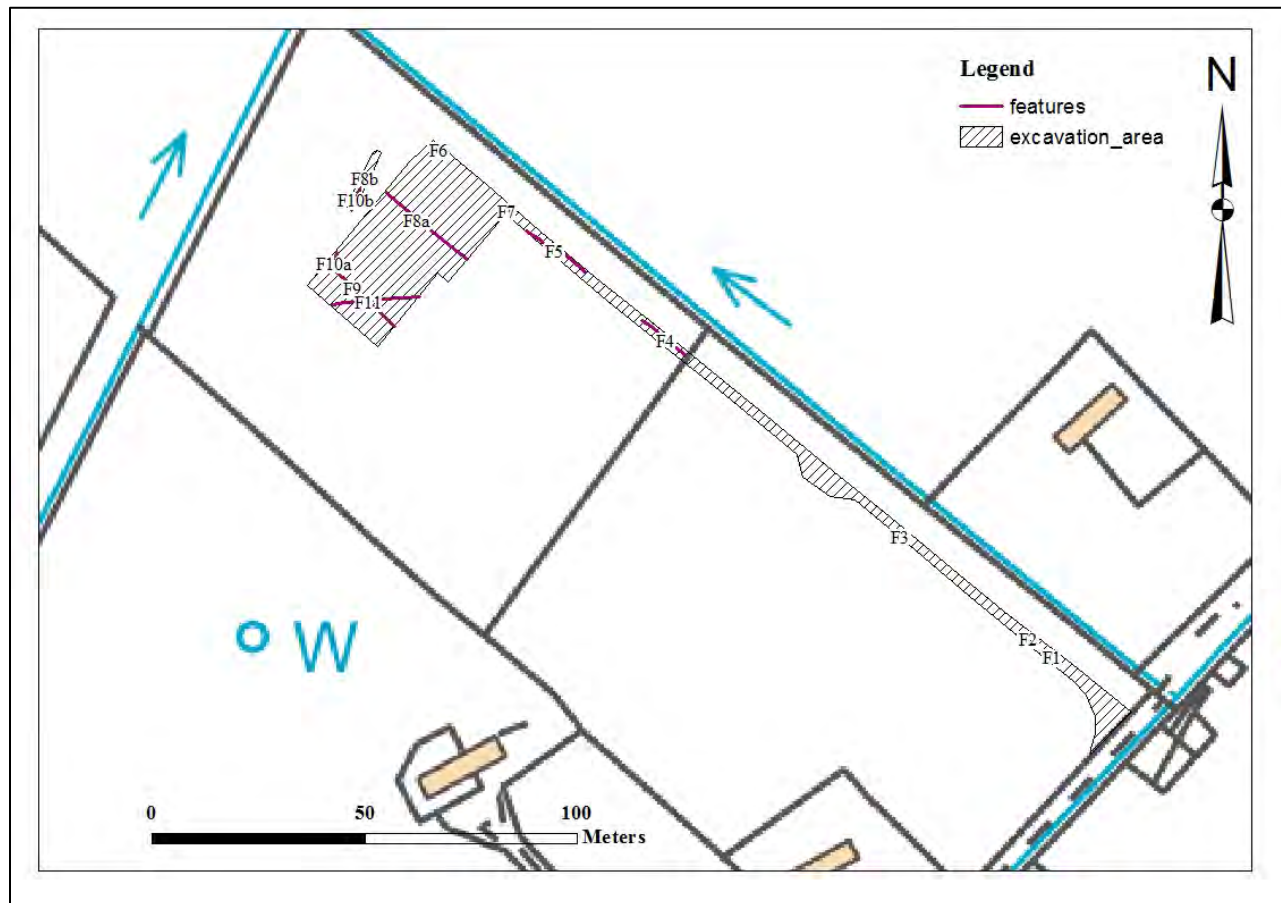 Legend
N
features
excavation_area
F6
F8b
F10b
F7
F8a
F5
F10a
F9
F11
F4
F3
F2
F1
W
0 50 100
Meters